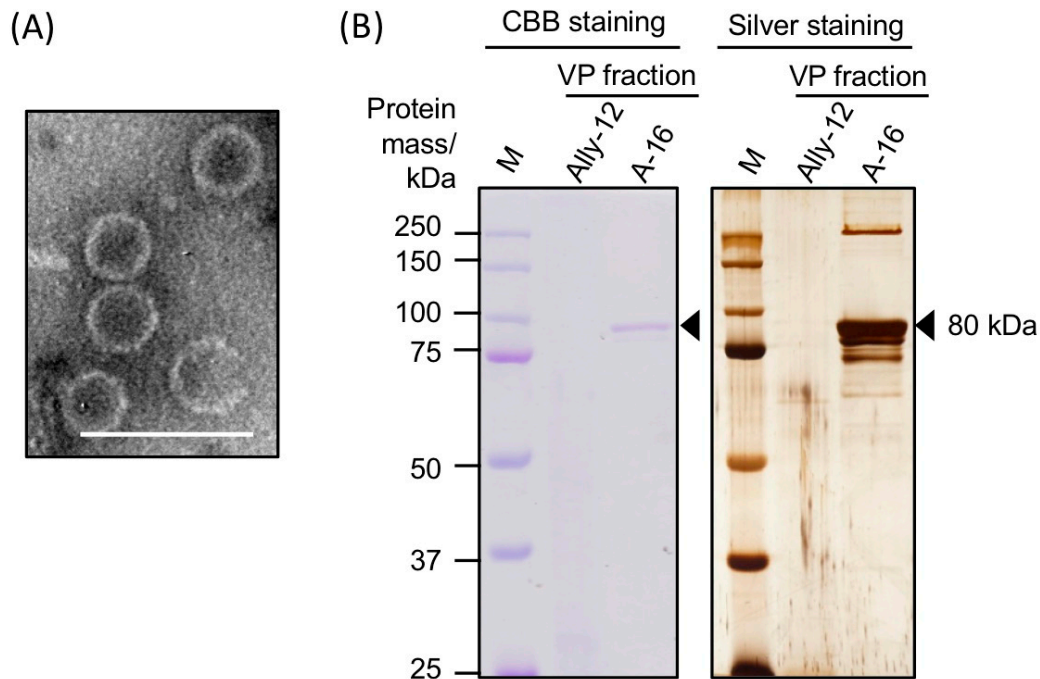 (A)
(B)
CBB staining
Silver staining
VP fraction
VP fraction
Protein
mass/
kDa
M
Ally-12
A-16
M
Ally-12
A-16
250
150
100
75
50
37
25
80 kDa